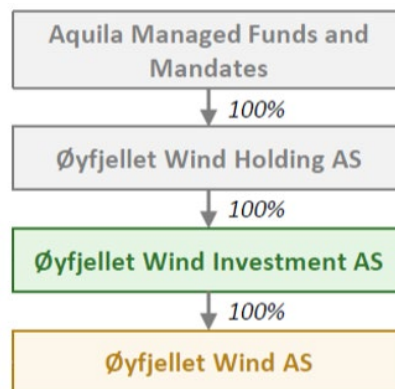 Aquila Managed Funds and
Mandates
100%
Øyfjellet Wind Holding AS
100%
Øyfjellet Wind Investment AS
100%
Øyfjellet Wind AS